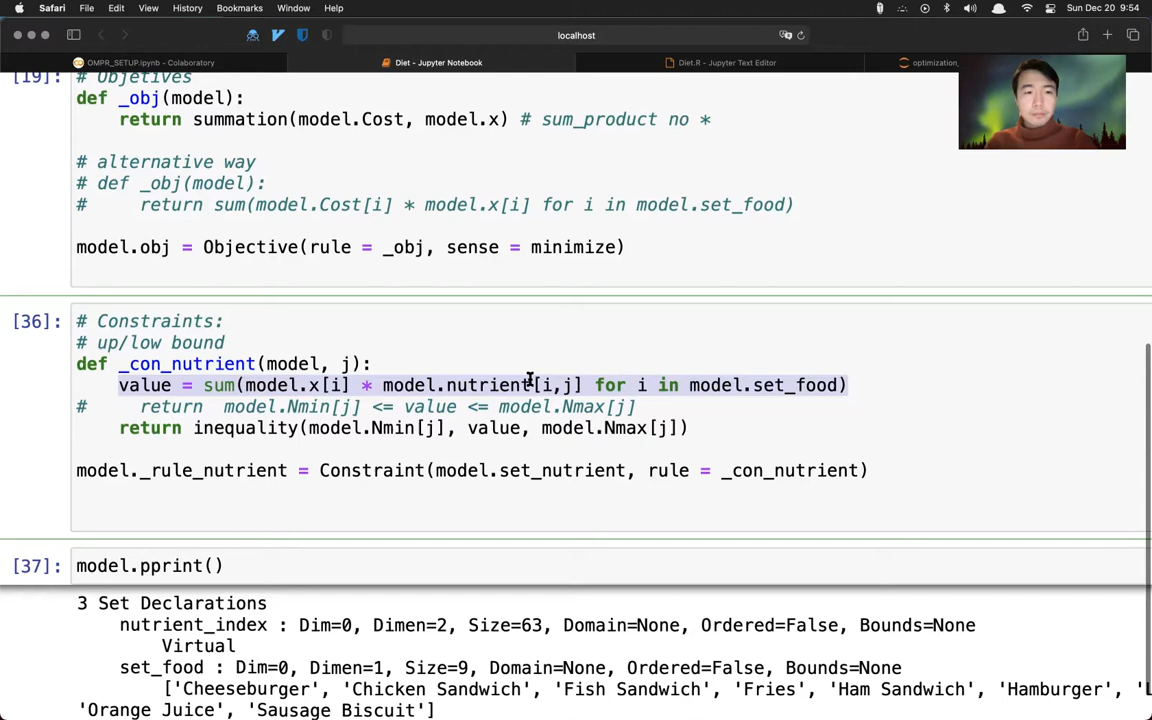 Safari File Edit View History Bookmarks Window Help Sun Dec 20 9:54
localhost
OMPR_SETUP.ipynb - Colaboratory Diet - Jupyter Notebook Diet.R - Jupyter Text Editor optimization_
[19]: # Objetives
def _obj(model):
return summation(model.Cost, model.x) # sum_product no *
# alternative way
# def _obj(model):
# return sum(model.Cost[i] * model.x[i] for i in model.set_food)
model.obj = Objective(rule = _obj, sense = minimize)
[36]: # Constraints:
# up/low bound
def _con_nutrient(model, j):
value = sum(model.x[i] * model.nutrient[i,j] for i in model.set_food)
# return model.Nmin[j] <= value <= model.Nmax[j]
return inequality(model.Nmin[j], value, model.Nmax[j])
model._rule_nutrient = Constraint(model.set_nutrient, rule = _con_nutrient)
[37]: model.pprint()
3 Set Declarations
nutrient_index : Dim=0, Dimen=2, Size=63, Domain=None, Ordered=False, Bounds=None
Virtual
set_food : Dim=0, Dimen=1, Size=9, Domain=None, Ordered=False, Bounds=None
['Cheeseburger', 'Chicken Sandwich', 'Fish Sandwich', 'Fries', 'Ham Sandwich', 'Hamburger',
'Orange Juice', 'Sausage Biscuit']